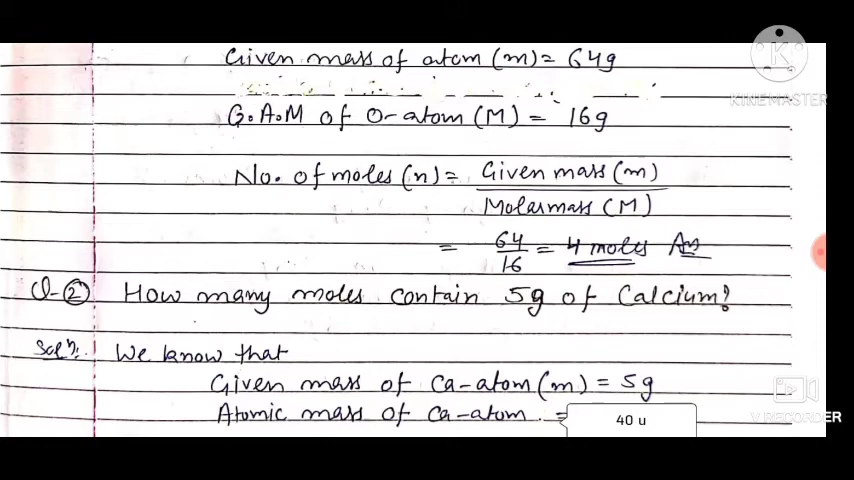 Given mass of atom (m) = 64g
G.A.M of O-atom (M) = 16g
No. of moles (n) = Given mass (m)
Molar mass (M)
= 64/16 = 4 moles Ans
Q-② How many moles contain 5g of Calcium?
Solⁿ:. We know that
Given mass of Ca-atom (m) = 5g
Atomic mass of Ca-atom =
40 u
KINEMASTER
V RECORDER